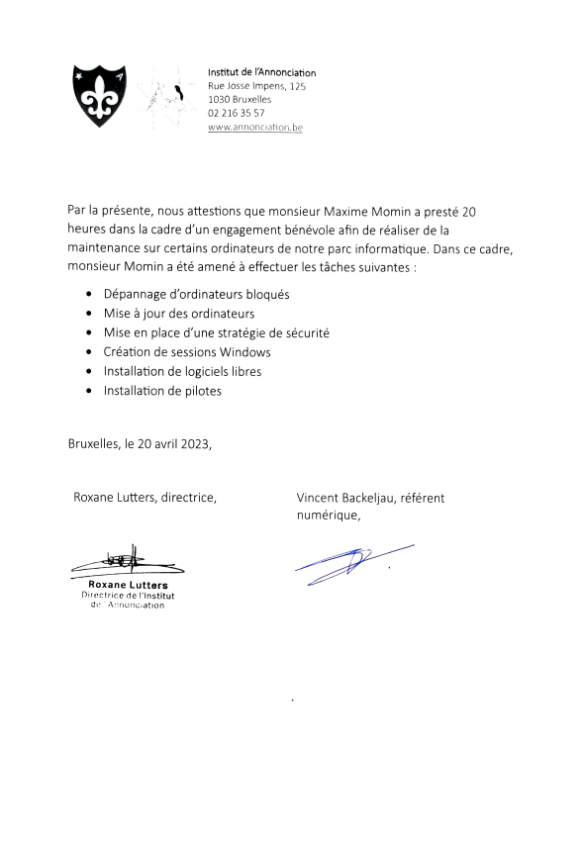 Institut de l'Annonciation
Rue Josse Impens, 125
1030 Bruxelles
02 216 35 57
www.annonciation.be
Par la présente, nous attestions que monsieur Maxime Momin a presté 20
heures dans la cadre d'un engagement bénévole afin de réaliser de la
maintenance sur certains ordinateurs de notre parc informatique. Dans ce cadre,
monsieur Momin a été amené à effectuer les tâches suivantes :
• Dépannage d'ordinateurs bloqués
• Mise à jour des ordinateurs
• Mise en place d'une stratégie de sécurité
• Création de sessions Windows
• Installation de logiciels libres
• Installation de pilotes
Bruxelles, le 20 avril 2023,
Roxane Lutters, directrice,
Vincent Backeljau, référent
numérique,
Roxane Lutters
Directrice de l'Institut
de l'Annonciation